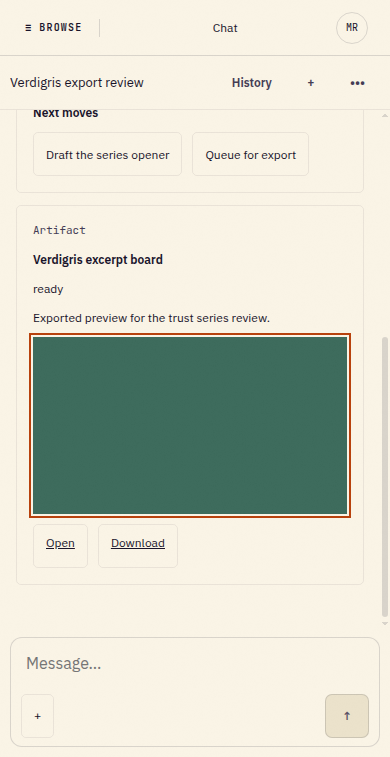 ≡ BROWSE
Chat
MR
Verdigris export review
History
+
•••
Next moves
Draft the series opener
Queue for export
Artifact
Verdigris excerpt board
ready
Exported preview for the trust series review.
Open
Download
Message...
+
↑